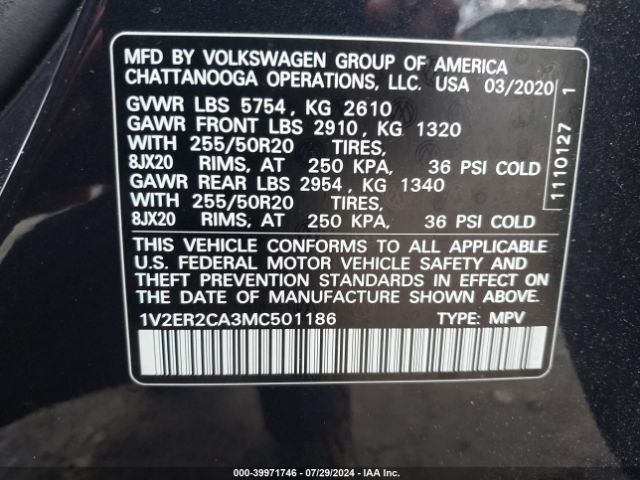 MFD BY VOLKSWAGEN GROUP OF AMERICA
CHATTANOOGA OPERATIONS, LLC. USA 03/2020
GVWR LBS 5754, KG 2610
GAWR FRONT LBS 2910, KG 1320
WITH 255/50R20 TIRES,
8JX20 RIMS, AT 250 KPA, 36 PSI COLD
GAWR REAR LBS 2954, KG 1340
WITH 255/50R20 TIRES,
8JX20 RIMS, AT 250 KPA, 36 PSI COLD
THIS VEHICLE CONFORMS TO ALL APPLICABLE
U.S. FEDERAL MOTOR VEHICLE SAFETY AND
THEFT PREVENTION STANDARDS IN EFFECT ON
THE DATE OF MANUFACTURE SHOWN ABOVE.
1V2ER2CA3MC501186 TYPE: MPV
1110127 1
000-39971746 | 07/29/2024 | IAA Inc.